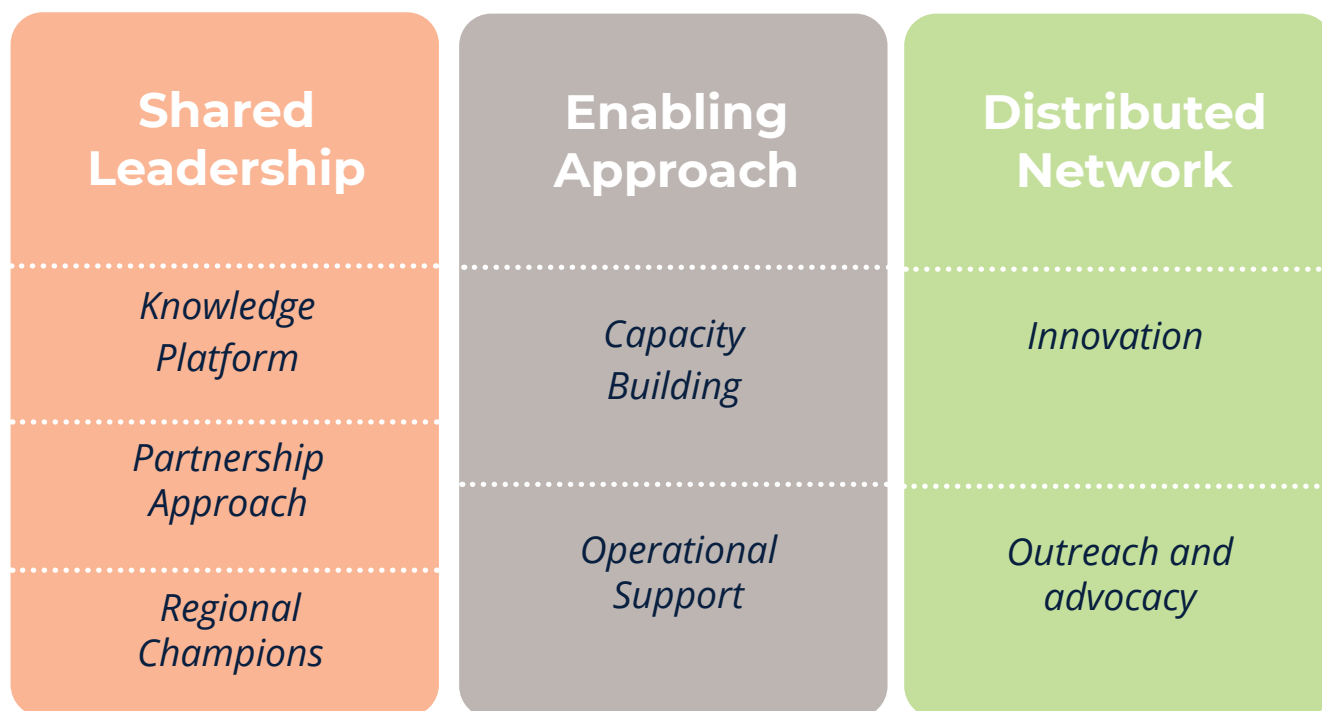 Shared
Leadership
Knowledge
Platform
Partnership
Approach
Regional
Champions
Enabling
Approach
Capacity
Building
Operational
Support
Distributed
Network
Innovation
Outreach and
advocacy